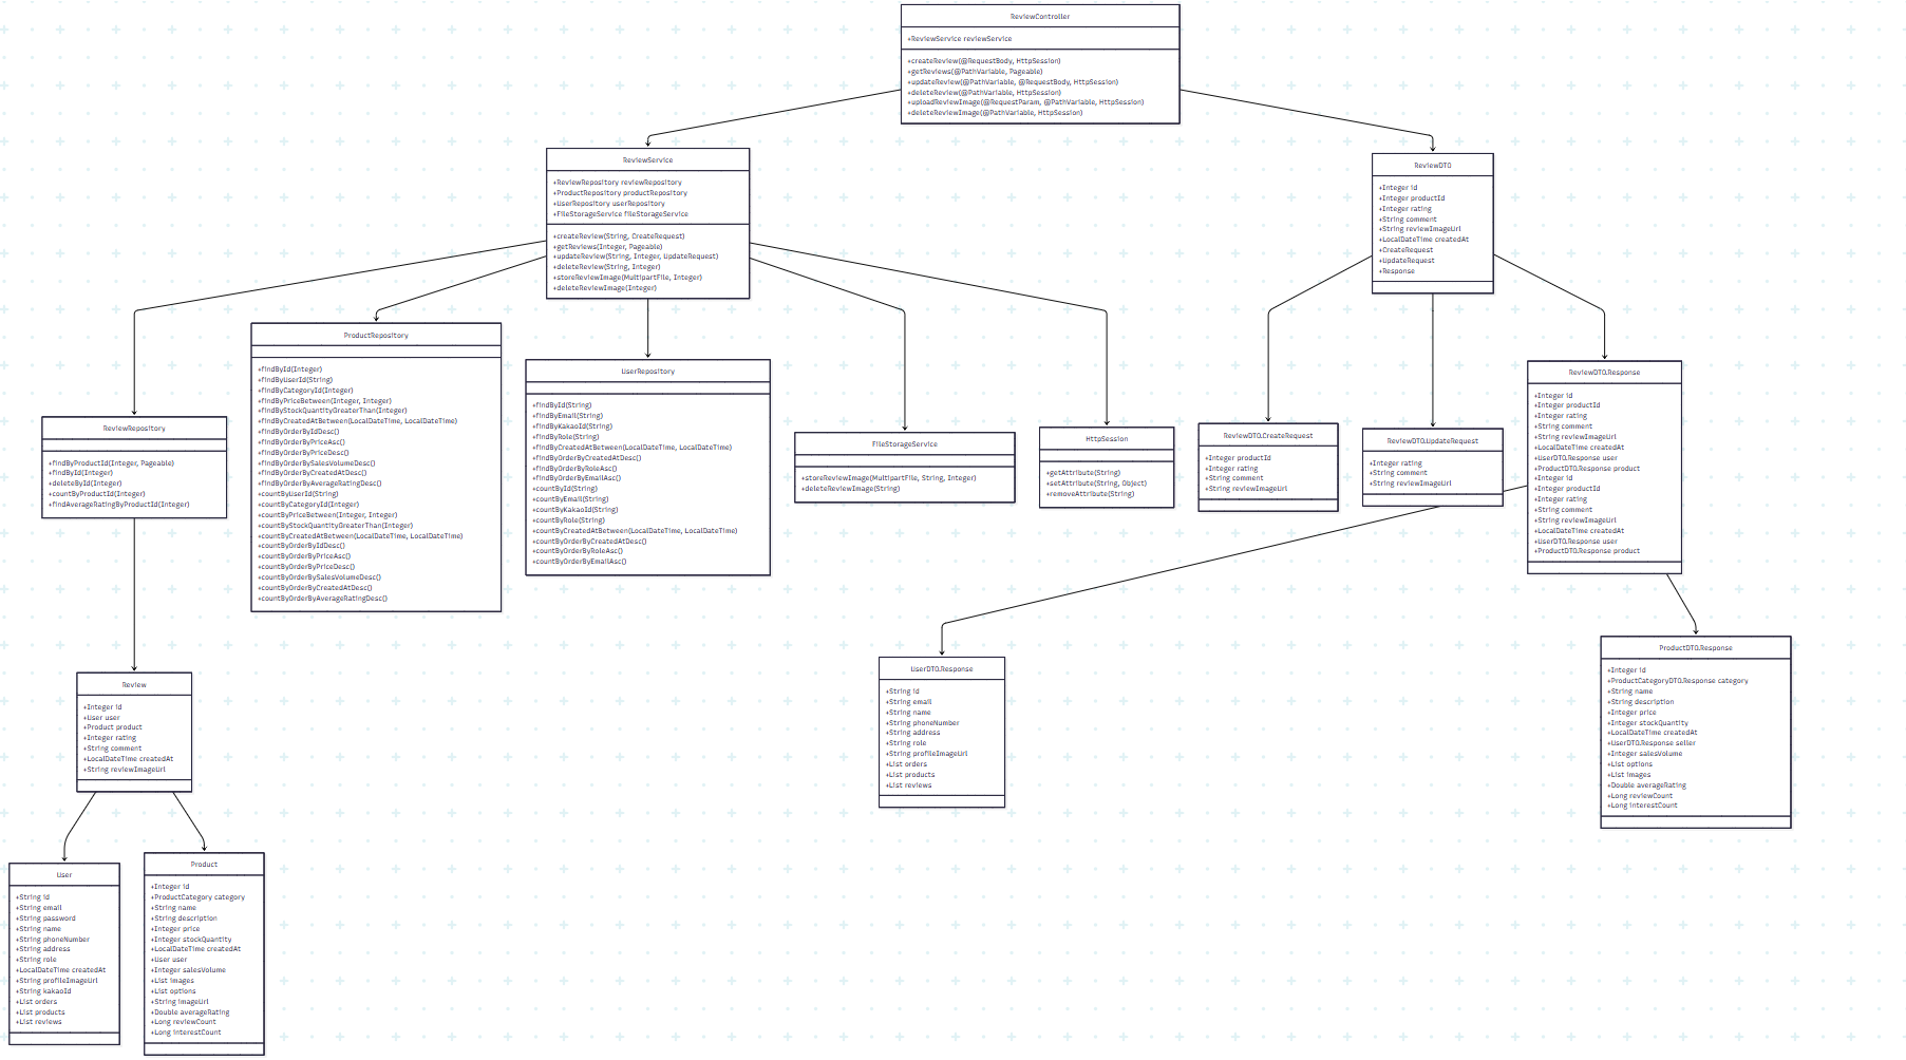 ReviewController
+ReviewService reviewService
+createReview(@RequestBody, HttpSession)
+getReviews(@PathVariable, Pageable)
+updateReview(@PathVariable, @RequestBody, HttpSession)
+deleteReview(@PathVariable, HttpSession)
+uploadReviewImage(@RequestParam, @PathVariable, HttpSession)
+deleteReviewImage(@PathVariable, HttpSession)
ReviewService
+ReviewRepository reviewRepository
+ProductRepository productRepository
+UserRepository userRepository
+FileStorageService fileStorageService
+createReview(String, CreateRequest)
+getReviews(Integer, Pageable)
+updateReview(String, Integer, UpdateRequest)
+deleteReview(String, Integer)
+storeReviewImage(MultipartFile, Integer)
+deleteReviewImage(Integer)
ReviewDTO
+Integer id
+Integer productId
+Integer rating
+String comment
+String reviewImageUrl
+LocalDateTime createdAt
+CreateRequest
+UpdateRequest
+Response
ReviewRepository
+findByProductId(Integer, Pageable)
+findById(Integer)
+deleteById(Integer)
+countByProductId(Integer)
+findAverageRatingByProductId(Integer)
ProductRepository
+findById(Integer)
+findByUserId(String)
+findByCategoryId(Integer)
+findByPriceBetween(Integer, Integer)
+findByStockQuantityGreaterThan(Integer)
+findByCreatedAtBetween(LocalDateTime, LocalDateTime)
+findByOrderByIdDesc()
+findByOrderByPriceAsc()
+findByOrderByPriceDesc()
+findByOrderBySalesVolumeDesc()
+findByOrderByCreatedAtDesc()
+findByOrderByAverageRatingDesc()
+countByUserId(String)
+countByCategoryId(Integer)
+countByPriceBetween(Integer, Integer)
+countByStockQuantityGreaterThan(Integer)
+countByCreatedAtBetween(LocalDateTime, LocalDateTime)
+countByOrderByIdDesc()
+countByOrderByPriceAsc()
+countByOrderByPriceDesc()
+countByOrderBySalesVolumeDesc()
+countByOrderByCreatedAtDesc()
+countByOrderByAverageRatingDesc()
UserRepository
+findById(String)
+findByEmail(String)
+findByKakaoId(String)
+findByRole(String)
+findByCreatedAtBetween(LocalDateTime, LocalDateTime)
+findByOrderByCreatedAtDesc()
+findByOrderByRoleAsc()
+findByOrderByEmailAsc()
+countById(String)
+countByEmail(String)
+countByKakaoId(String)
+countByRole(String)
+countByCreatedAtBetween(LocalDateTime, LocalDateTime)
+countByOrderByCreatedAtDesc()
+countByOrderByRoleAsc()
+countByOrderByEmailAsc()
FileStorageService
+storeReviewImage(MultipartFile, String, Integer)
+deleteReviewImage(String)
HttpSession
+getAttribute(String)
+setAttribute(String, Object)
+removeAttribute(String)
ReviewDTO.CreateRequest
+Integer productId
+Integer rating
+String comment
+String reviewImageUrl
ReviewDTO.UpdateRequest
+Integer rating
+String comment
+String reviewImageUrl
ReviewDTO.Response
+Integer id
+Integer productId
+Integer rating
+String comment
+String reviewImageUrl
+LocalDateTime createdAt
+UserDTO.Response user
+ProductDTO.Response product
+Integer id
+Integer productId
+Integer rating
+String comment
+String reviewImageUrl
+LocalDateTime createdAt
+UserDTO.Response user
+ProductDTO.Response product
Review
+Integer id
+User user
+Product product
+Integer rating
+String comment
+LocalDateTime createdAt
+String reviewImageUrl
UserDTO.Response
+String id
+String email
+String name
+String phoneNumber
+String address
+String role
+String profileImageUrl
+List orders
+List products
+List reviews
ProductDTO.Response
+Integer id
+ProductCategoryDTO.Response category
+String name
+String description
+Integer price
+Integer stockQuantity
+LocalDateTime createdAt
+UserDTO.Response seller
+Integer salesVolume
+List options
+List images
+Double averageRating
+Long reviewCount
+Long interestCount
User
+String id
+String email
+String password
+String name
+String phoneNumber
+String address
+String role
+LocalDateTime createdAt
+String profileImageUrl
+String kakaoId
+List orders
+List products
+List reviews
Product
+Integer id
+ProductCategory category
+String name
+String description
+Integer price
+Integer stockQuantity
+LocalDateTime createdAt
+User user
+Integer salesVolume
+List images
+List options
+String imageUrl
+Double averageRating
+Long reviewCount
+Long interestCount